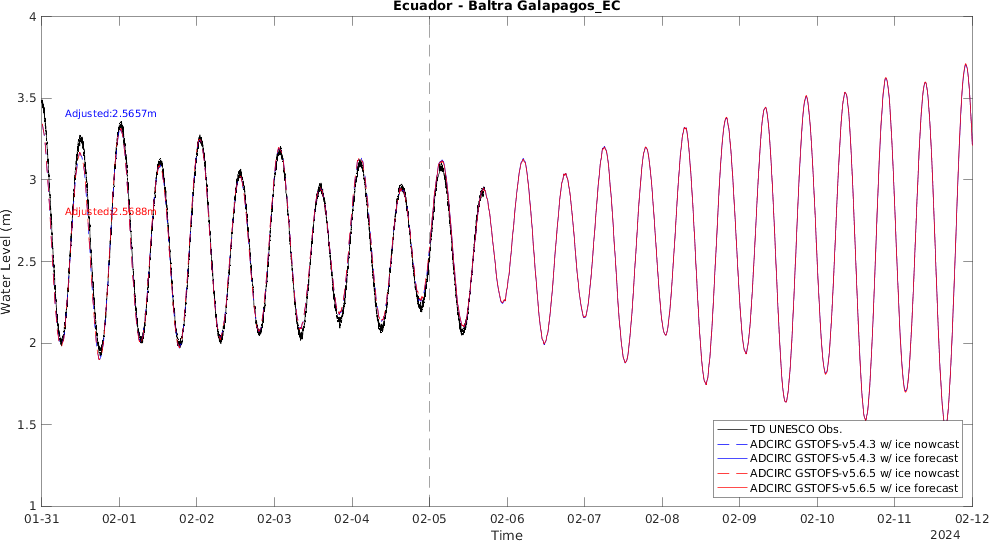 Ecuador - Baltra Galapagos_EC
4
3.5
3
2.5
2
1.5
1
Water Level (m)
Adjusted:2.5657m
Adjusted:2.5688m
TD UNESCO Obs.
ADCIRC GSTOFS-v5.4.3 w/ ice nowcast
ADCIRC GSTOFS-v5.4.3 w/ ice forecast
ADCIRC GSTOFS-v5.6.5 w/ ice nowcast
ADCIRC GSTOFS-v5.6.5 w/ ice forecast
01-31 02-01 02-02 02-03 02-04 02-05 02-06 02-07 02-08 02-09 02-10 02-11 02-12
Time
2024